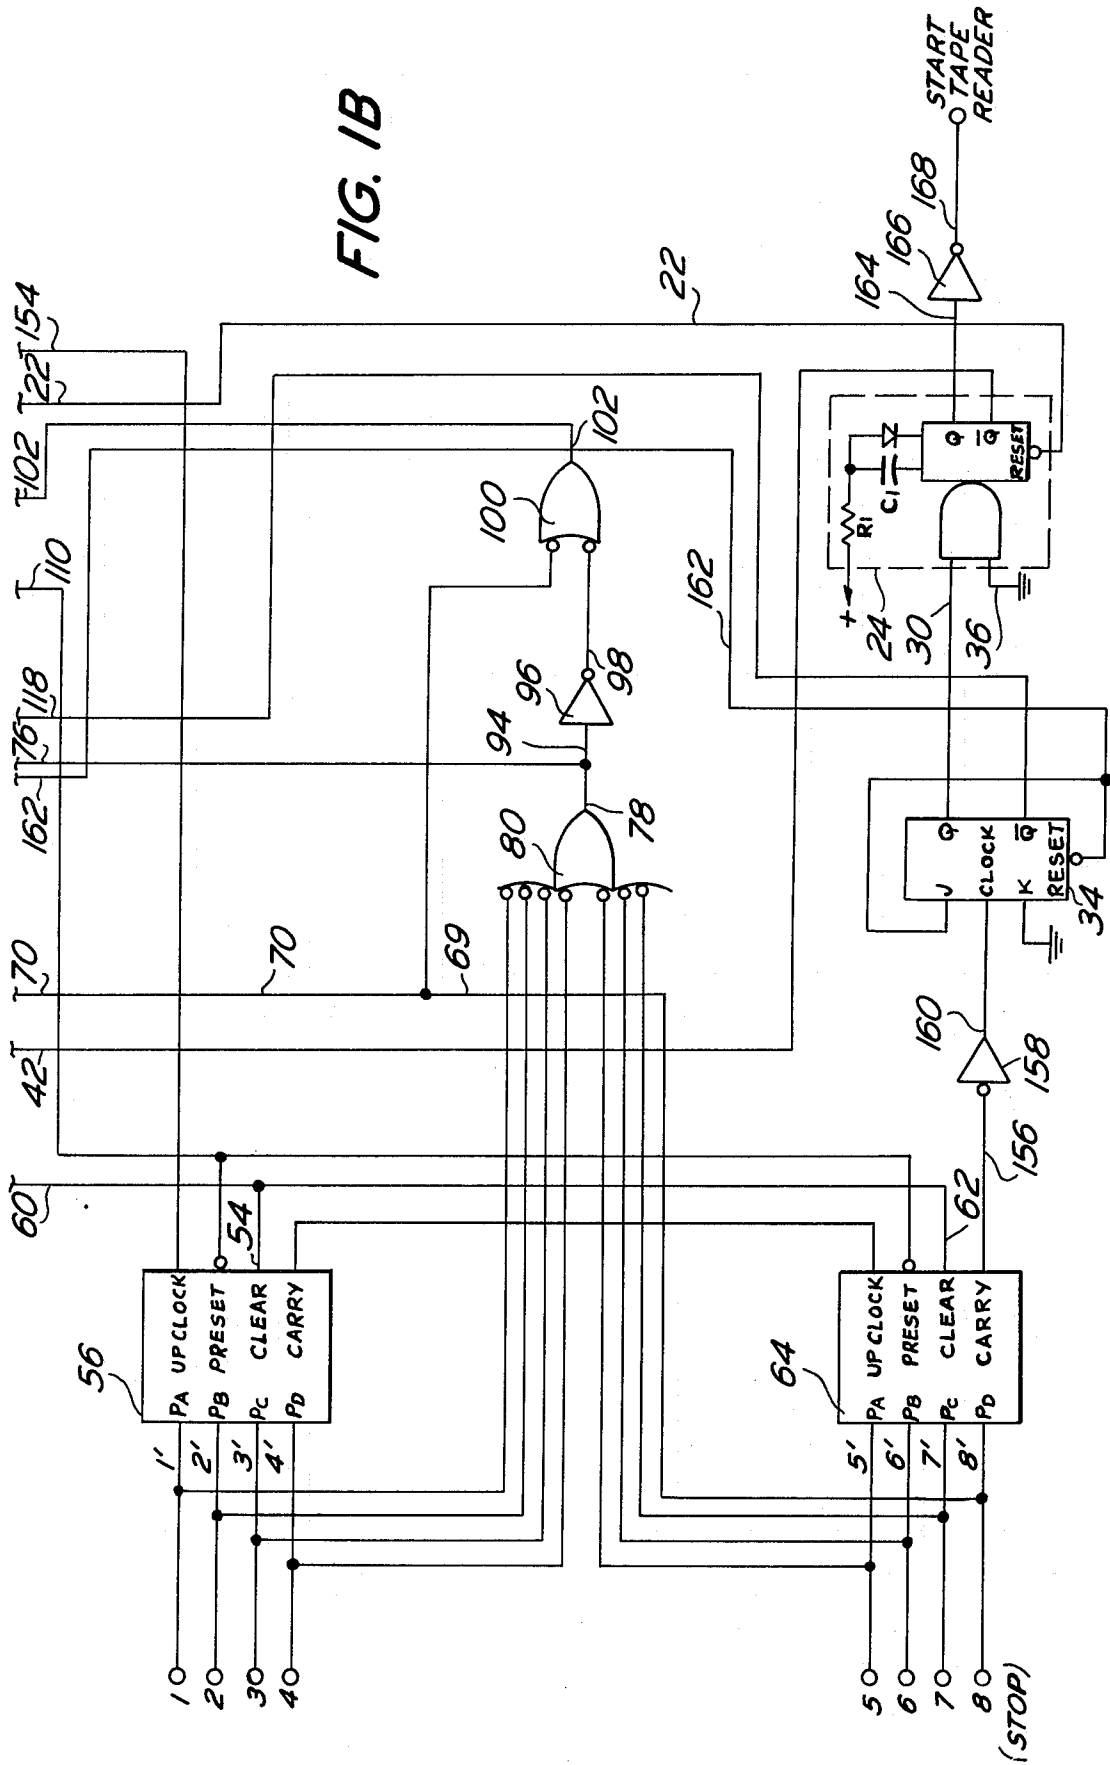 FIG. 1B
60
42
70
162
76
118
110
102
22
154
56
PA UPCLOCK
PB PRESET
PC CLEAR
PD CARRY
54
1 1'
2 2'
3 3'
4 4'
70
69
80
78
94
96
98
100
102
162
22
64
PA UPCLOCK
PB PRESET
PC CLEAR
PD CARRY
62
5 5'
6 6'
7 7'
8 8'
(STOP)
156
158
160
J Q
CLOCK
K Q̅
RESET
34
30
36
24
+
R1
C1
Q
Q̅
RESET
164
166
168
START
TAPE
READER